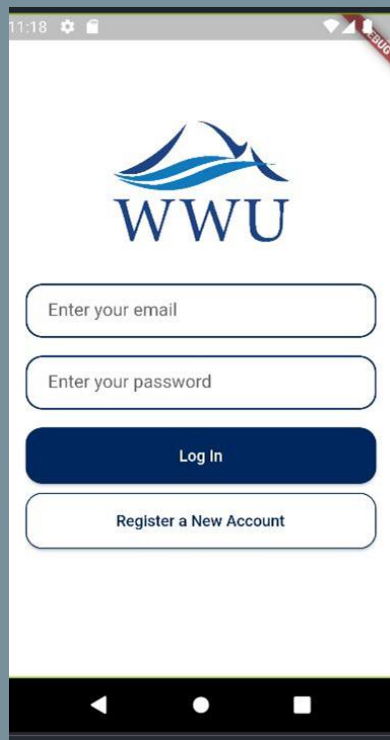 11:18
DEBUG
WWU
Enter your email
Enter your password
Log In
Register a New Account